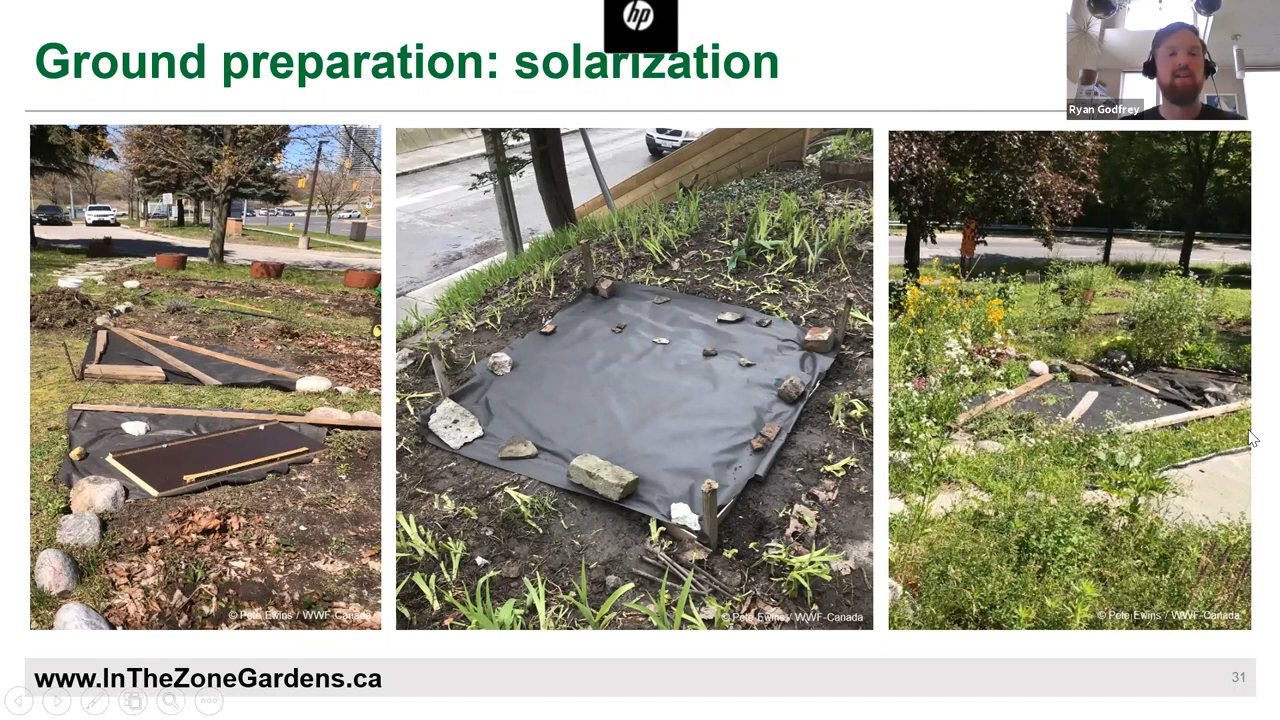 Ground preparation: solarization
hp
Ryan Godfrey
© Pete Ewins / WWF-Canada
© Pete Ewins / WWF-Canada
© Pete Ewins / WWF-Canada
www.InTheZoneGardens.ca
31